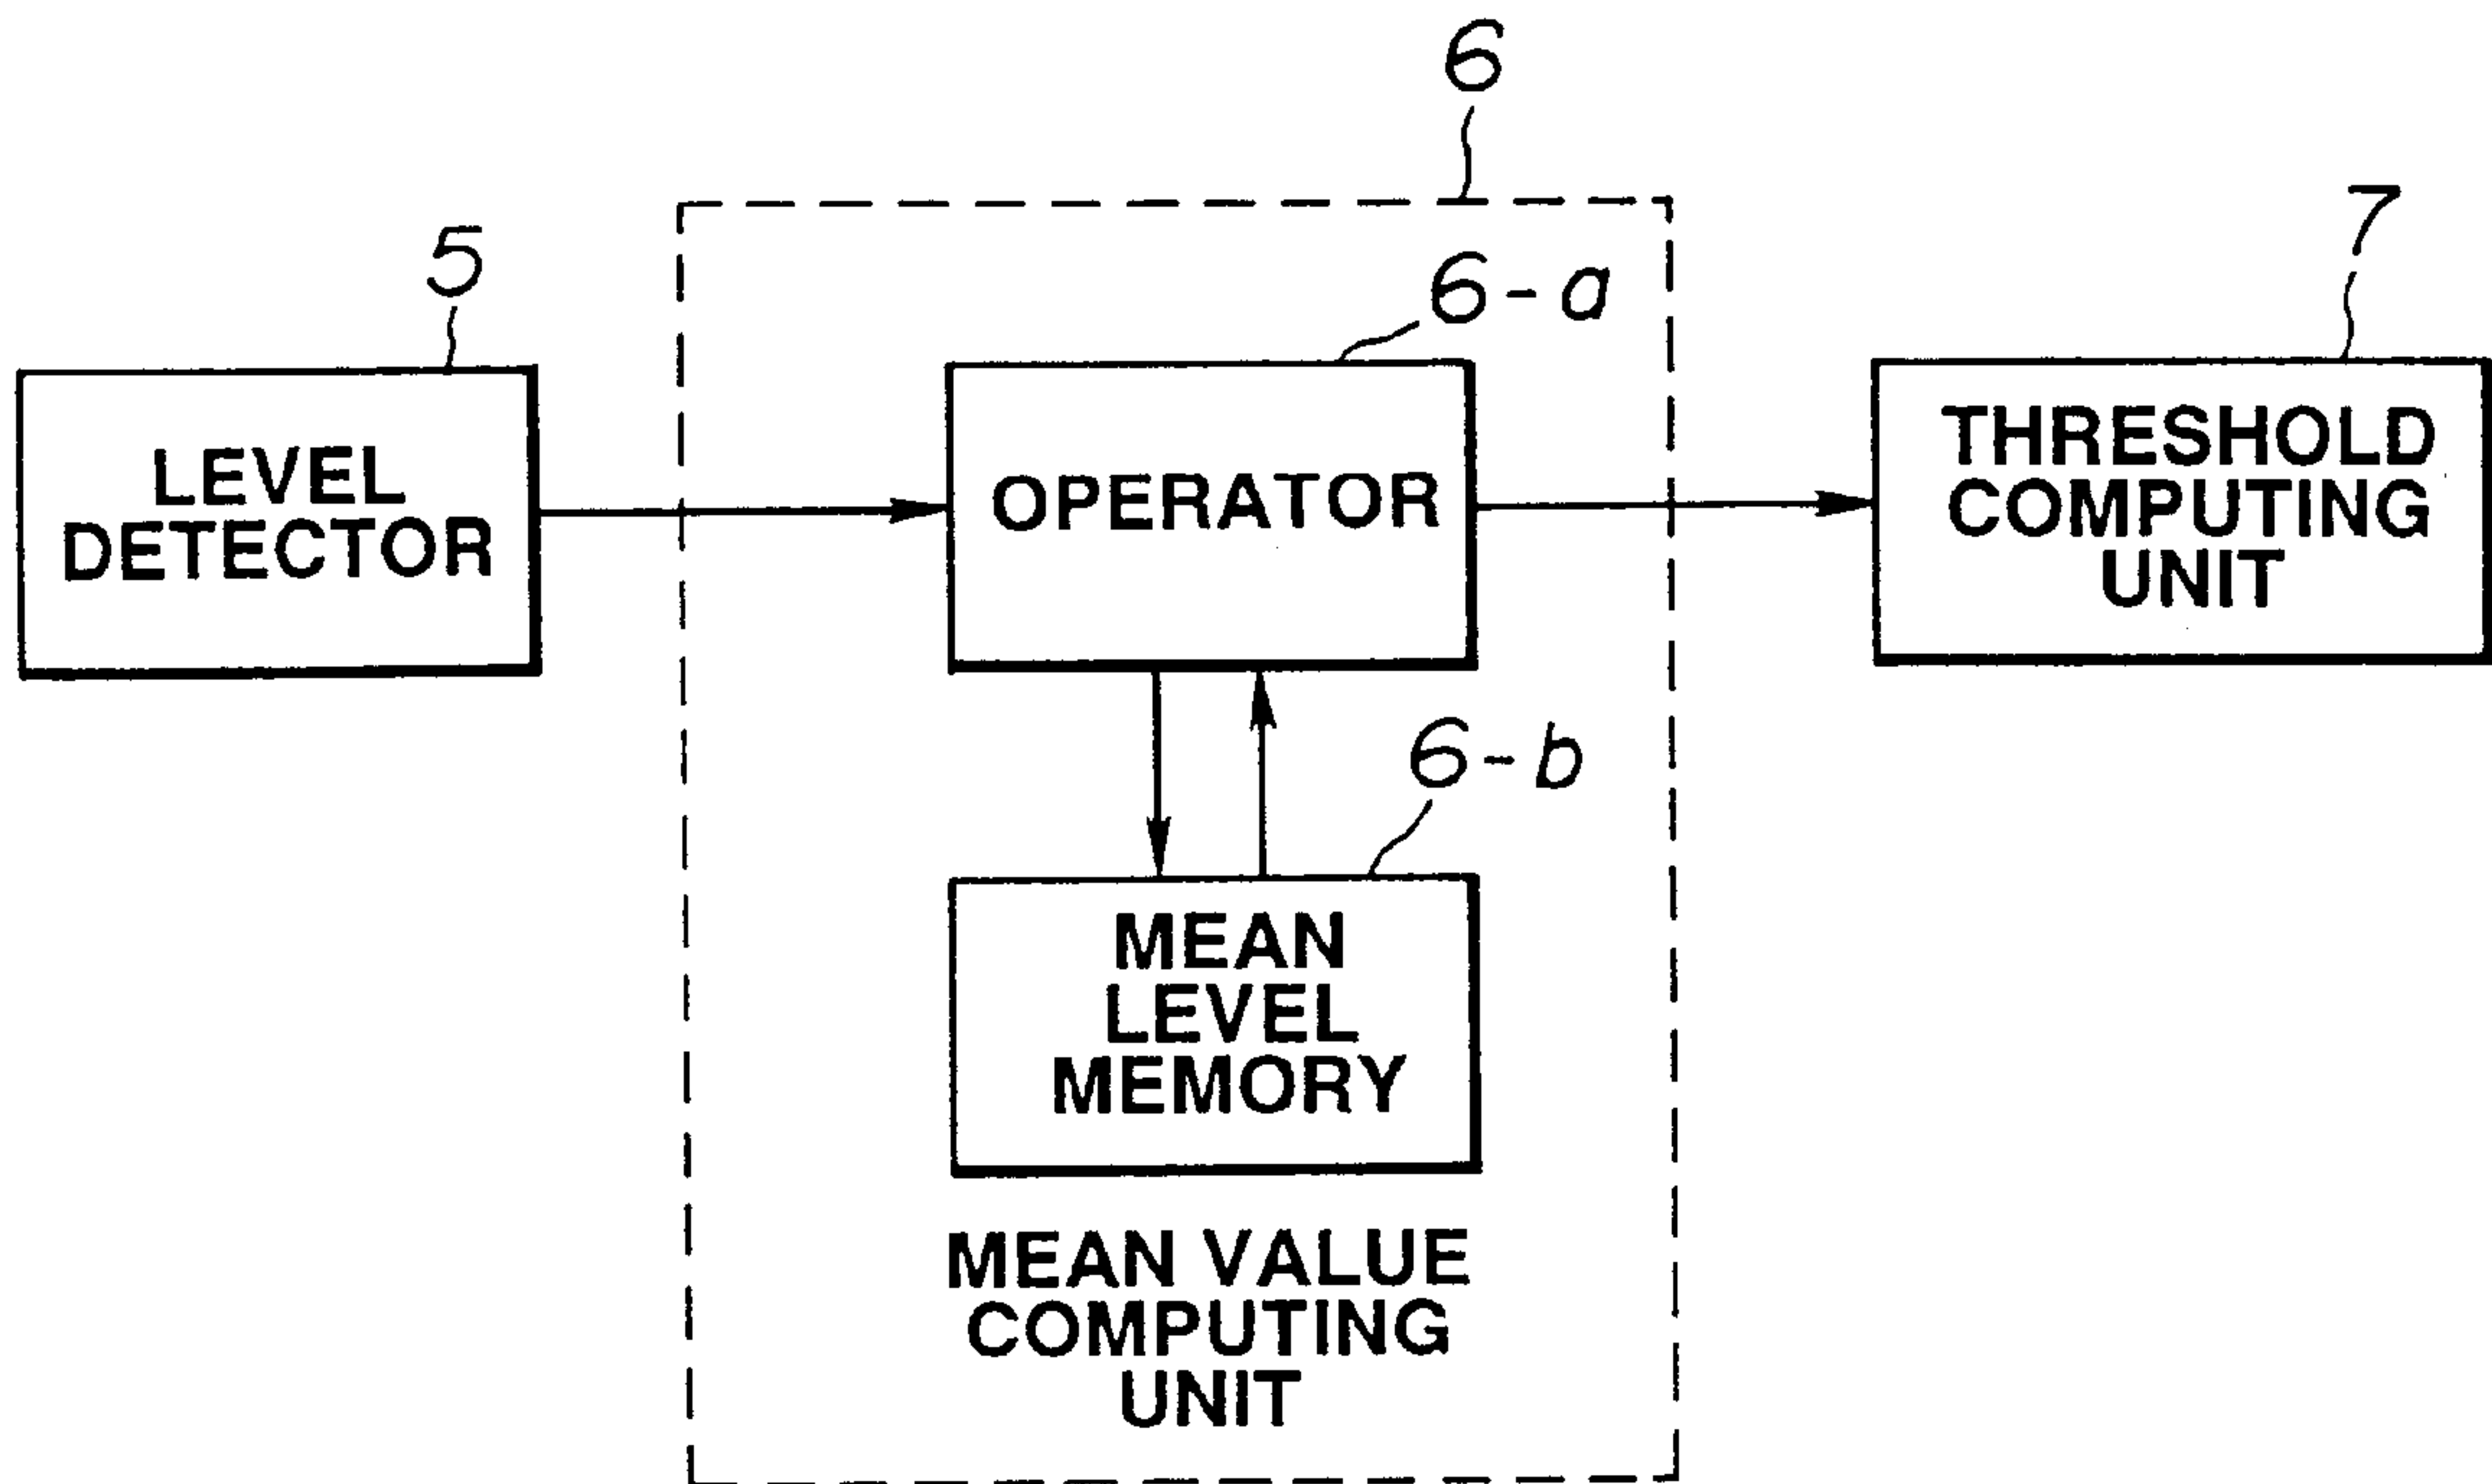 6
5
6-a
7
LEVEL
DETECTOR
OPERATOR
THRESHOLD
COMPUTING
UNIT
6-b
MEAN
LEVEL
MEMORY
MEAN VALUE
COMPUTING
UNIT